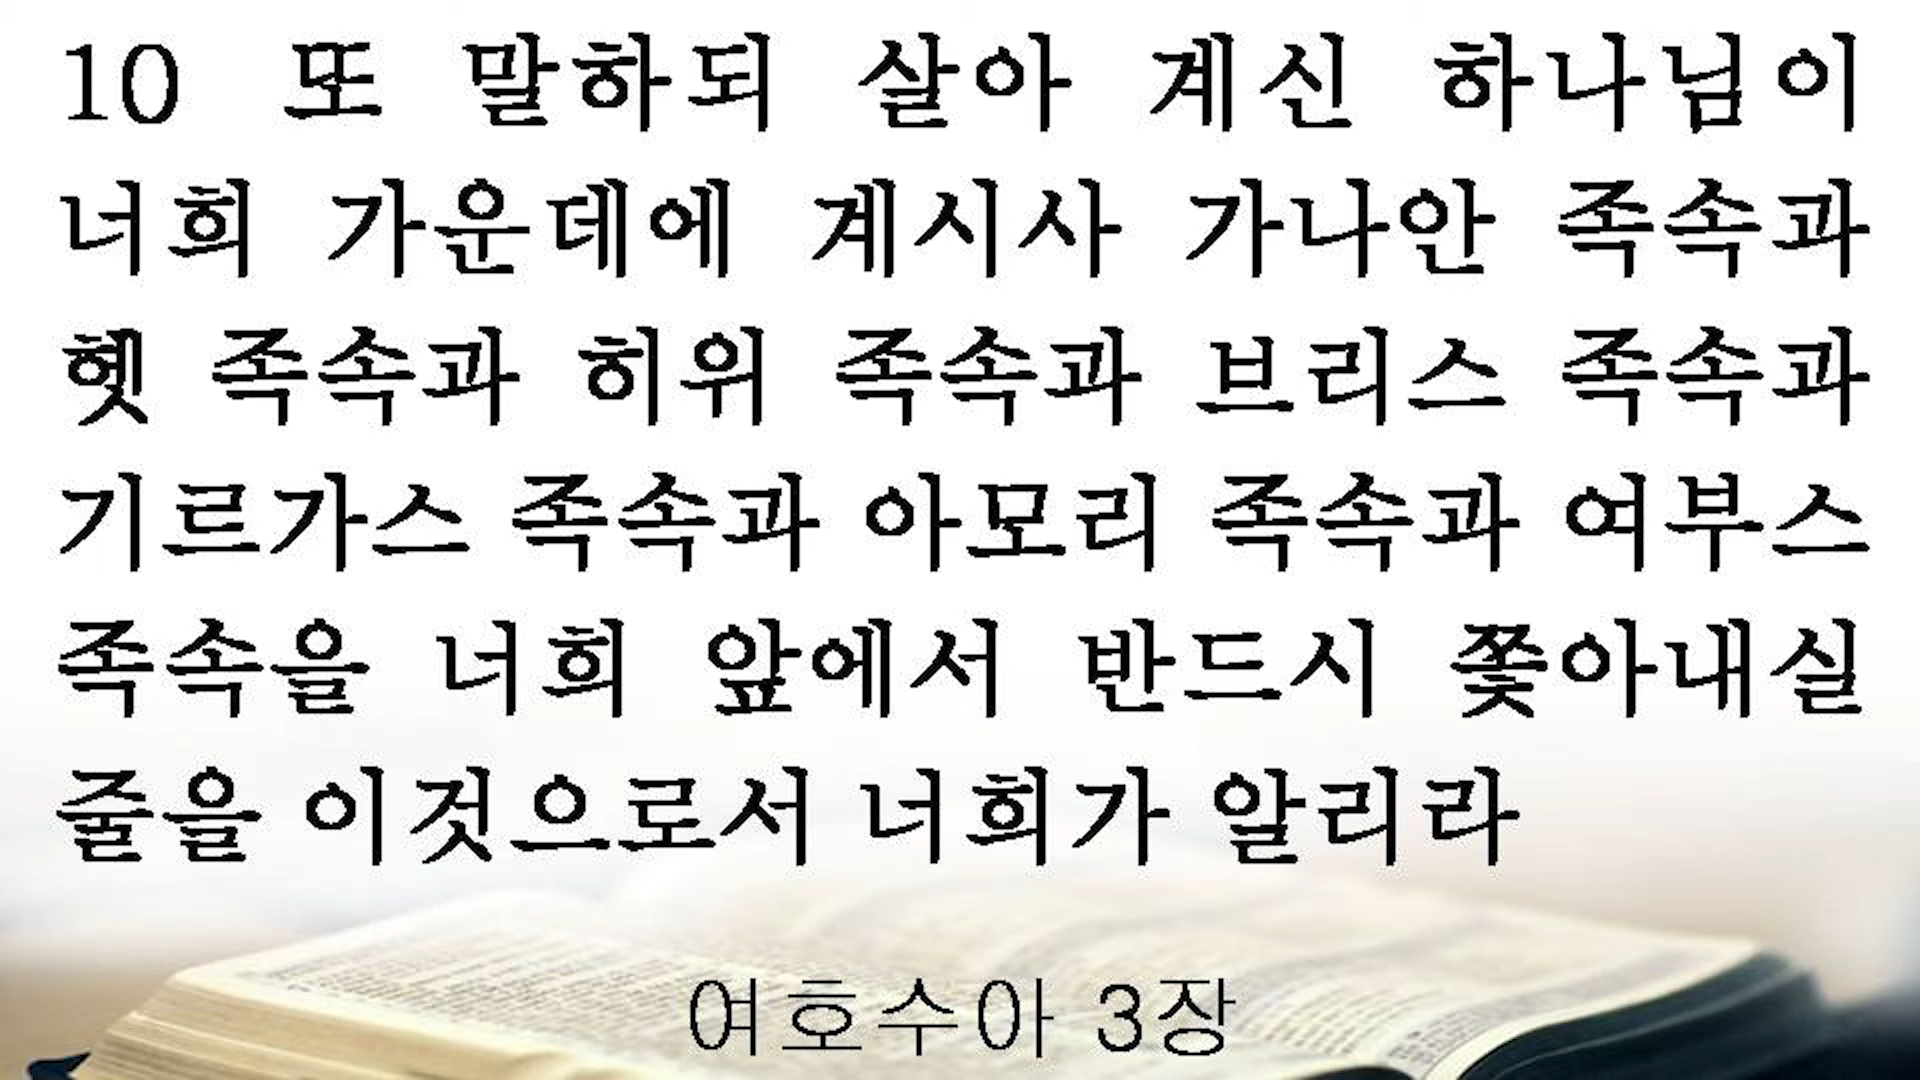 10 또 말하되 살아 계신 하나님이
너희 가운데에 계시사 가나안 족속과
헷 족속과 히위 족속과 브리스 족속과
기르가스 족속과 아모리 족속과 여부스
족속을 너희 앞에서 반드시 쫓아내실
줄을 이것으로서 너희가 알리라
여호수아 3장